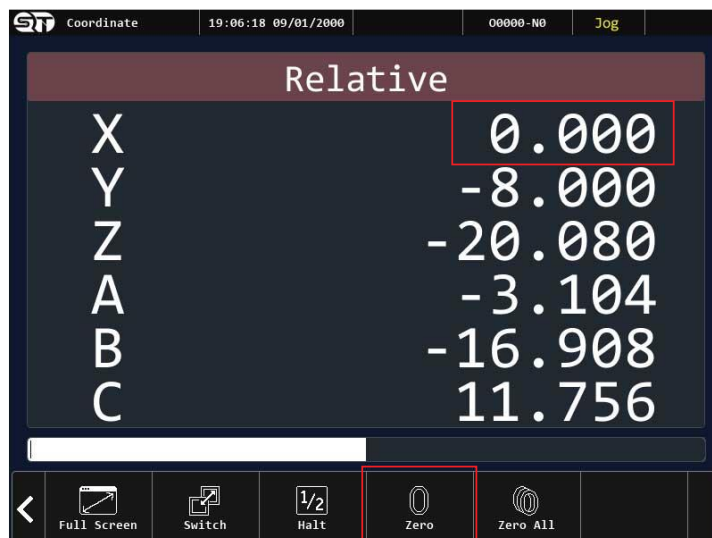 Coordinate 19:06:18 09/01/2000 O0000-N0 Jog
Relative
X 0.000
Y -8.000
Z -20.080
A -3.104
B -16.908
C 11.756
1/2
Full Screen Switch Halt Zero Zero All